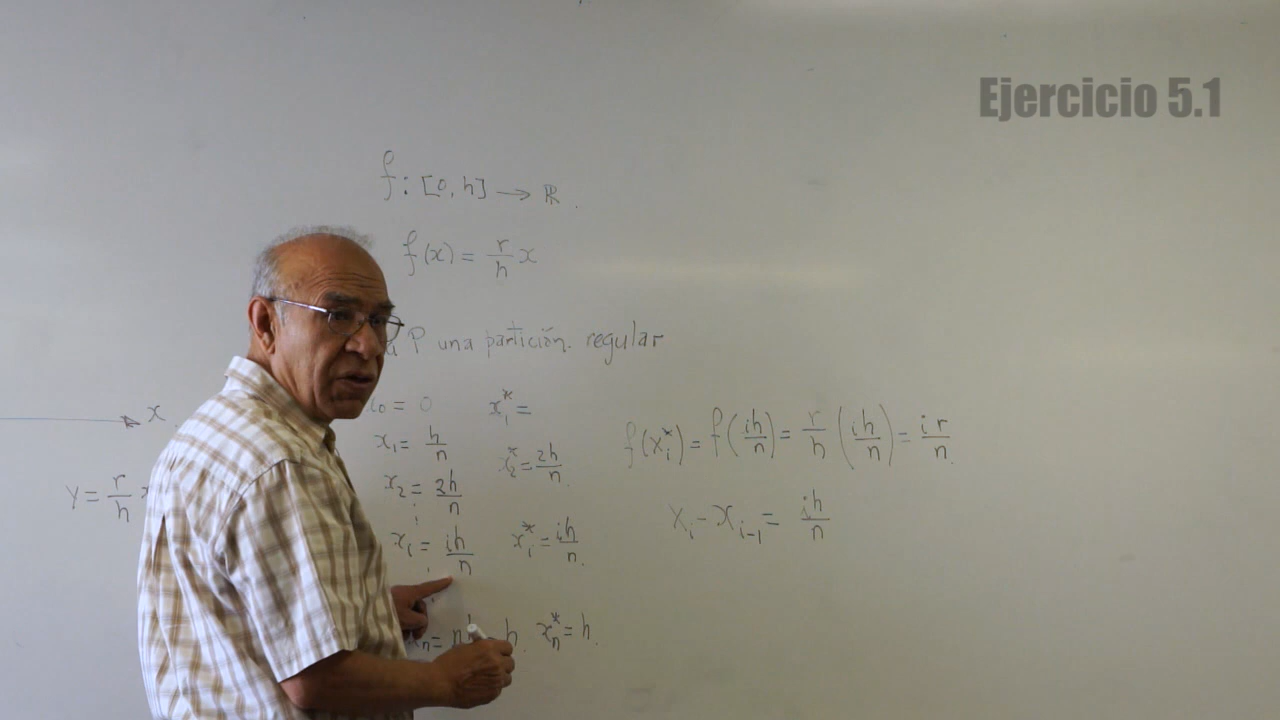 Ejercicio 5.1
f: [0, h] → ℝ.
f(x) = r/h x
P una partición. regular
x
x₀ = 0
x₁* =
x₁ = h/n
x₂* = 2h/n.
f(xᵢ*) = f(ih/n) = r/h (ih/n) = ir/n.
y = r/h
x₂ = 2h/n
xᵢ - xᵢ₋₁ = ih/n
xᵢ = ih/n
xᵢ* = ih/n.
xₙ = h.
xₙ* = h.